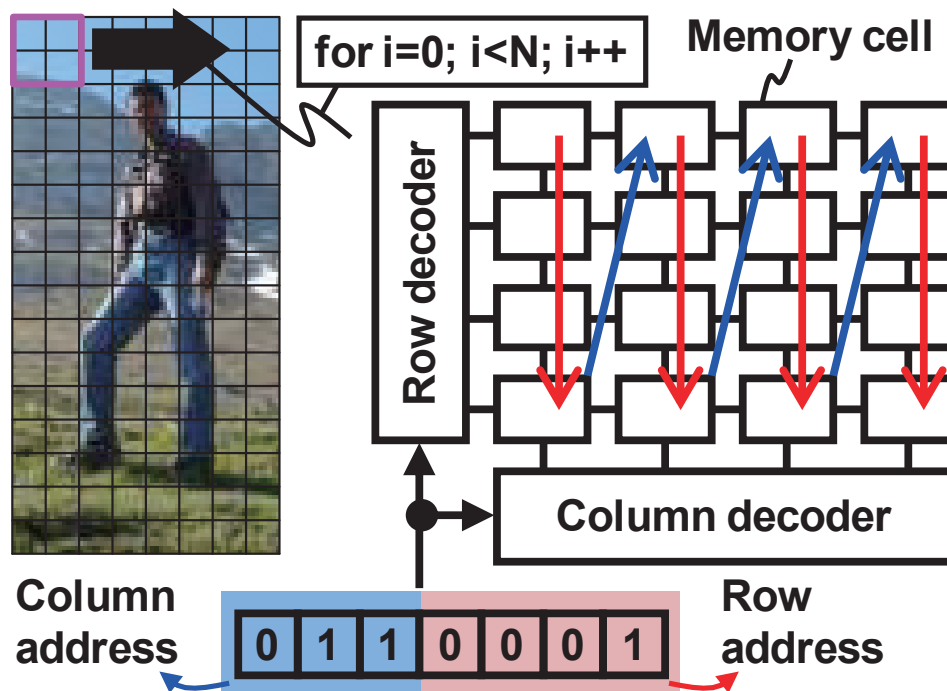 for i=0; i<N; i++
Memory cell
Row decoder
Column decoder
Column
address
0 1 1 0 0 0 1
Row
address